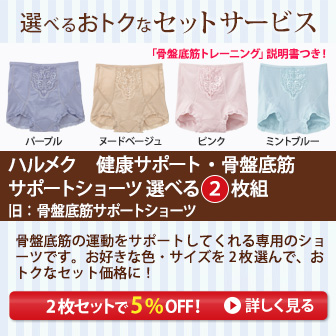 選べるおトクなセットサービス
「骨盤底筋トレーニング」説明書つき!
パープル ヌードベージュ ピンク ミントブルー
ハルメク 健康サポート・骨盤底筋
サポートショーツ 選べる2枚組
旧：骨盤底筋サポートショーツ
骨盤底筋の運動をサポートしてくれる専用のショ
ーツです。お好きな色・サイズを2枚選んで、お
トクなセット価格に!
2枚セットで5%OFF! 詳しく見る